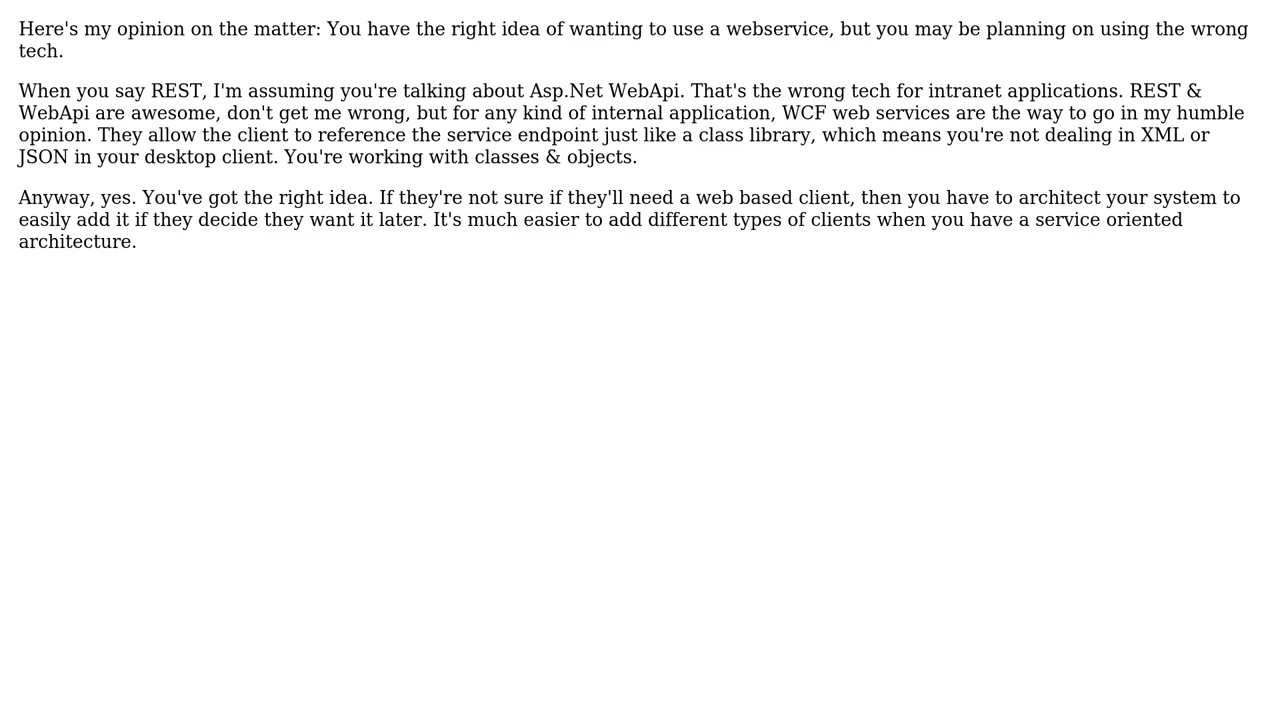 Here's my opinion on the matter: You have the right idea of wanting to use a webservice, but you may be planning on using the wrong
tech.
When you say REST, I'm assuming you're talking about Asp.Net WebApi. That's the wrong tech for intranet applications. REST &
WebApi are awesome, don't get me wrong, but for any kind of internal application, WCF web services are the way to go in my humble
opinion. They allow the client to reference the service endpoint just like a class library, which means you're not dealing in XML or
JSON in your desktop client. You're working with classes & objects.
Anyway, yes. You've got the right idea. If they're not sure if they'll need a web based client, then you have to architect your system to
easily add it if they decide they want it later. It's much easier to add different types of clients when you have a service oriented
architecture.